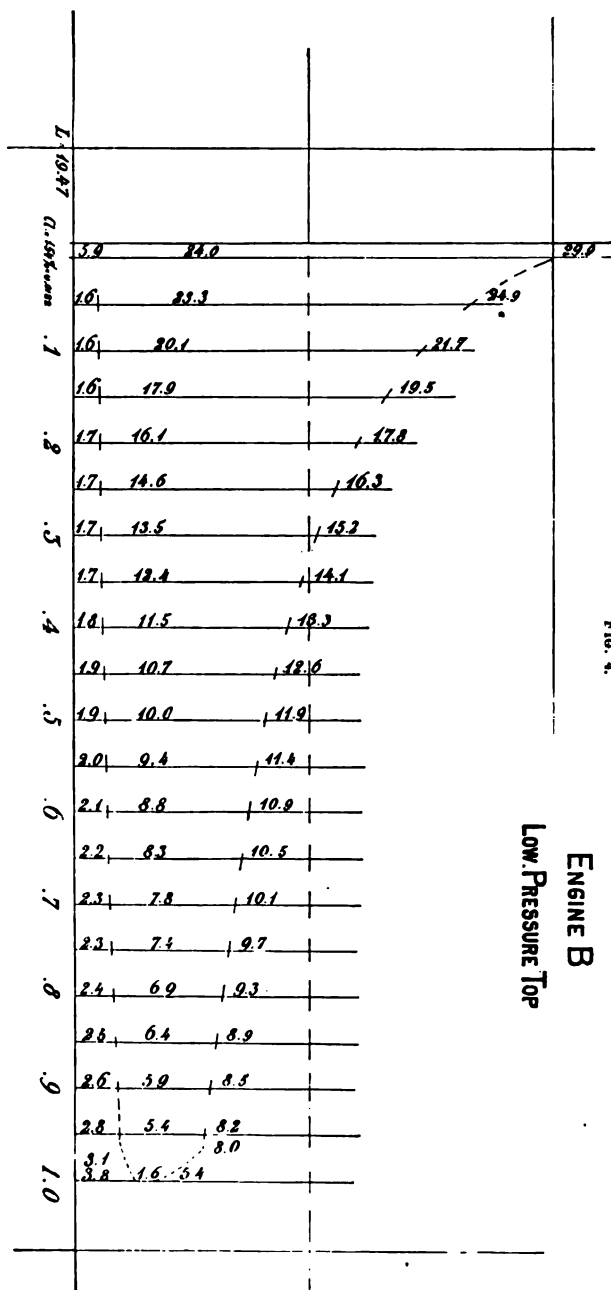 L=19.47
5.9 24.0 29.9
1.6 23.3 24.9
.1 1.6 20.1 21.7
1.6 17.9 19.5
.2 1.7 16.1 17.8
1.7 14.6 16.3
.3 1.7 13.5 15.2
1.7 12.4 14.1
.4 1.8 11.5 13.3
1.9 10.7 12.6
.5 1.9 10.0 11.9
2.0 9.4 11.4
.6 2.1 8.8 10.9
2.2 8.3 10.5
.7 2.3 7.8 10.1
2.3 7.4 9.7
.8 2.4 6.9 9.3
2.5 6.4 8.9
.9 2.6 5.9 8.5
2.8 5.4 8.2
3.1 8.0
1.0 3.8 1.6 5.4
FIG. 4.
ENGINE B
LOW. PRESSURE TOP